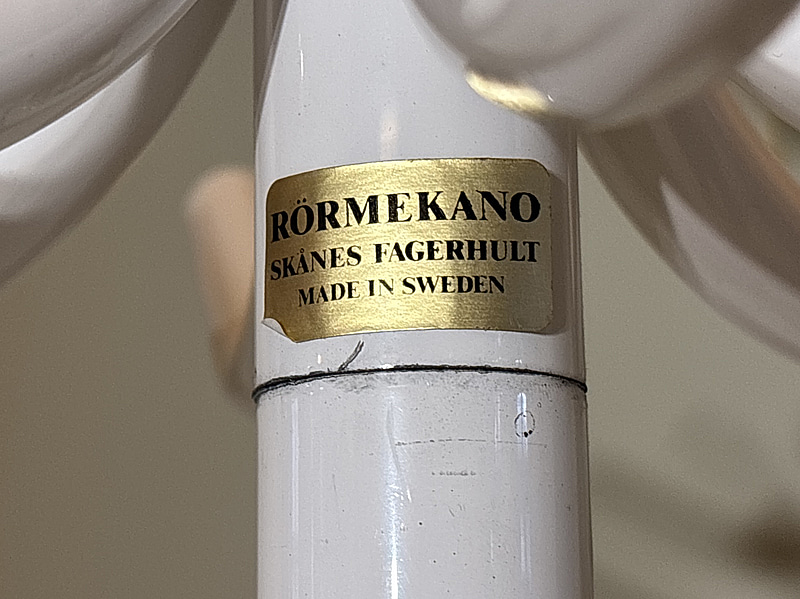 RÖRMEKANO
SKÅNES FAGERHULT
MADE IN SWEDEN